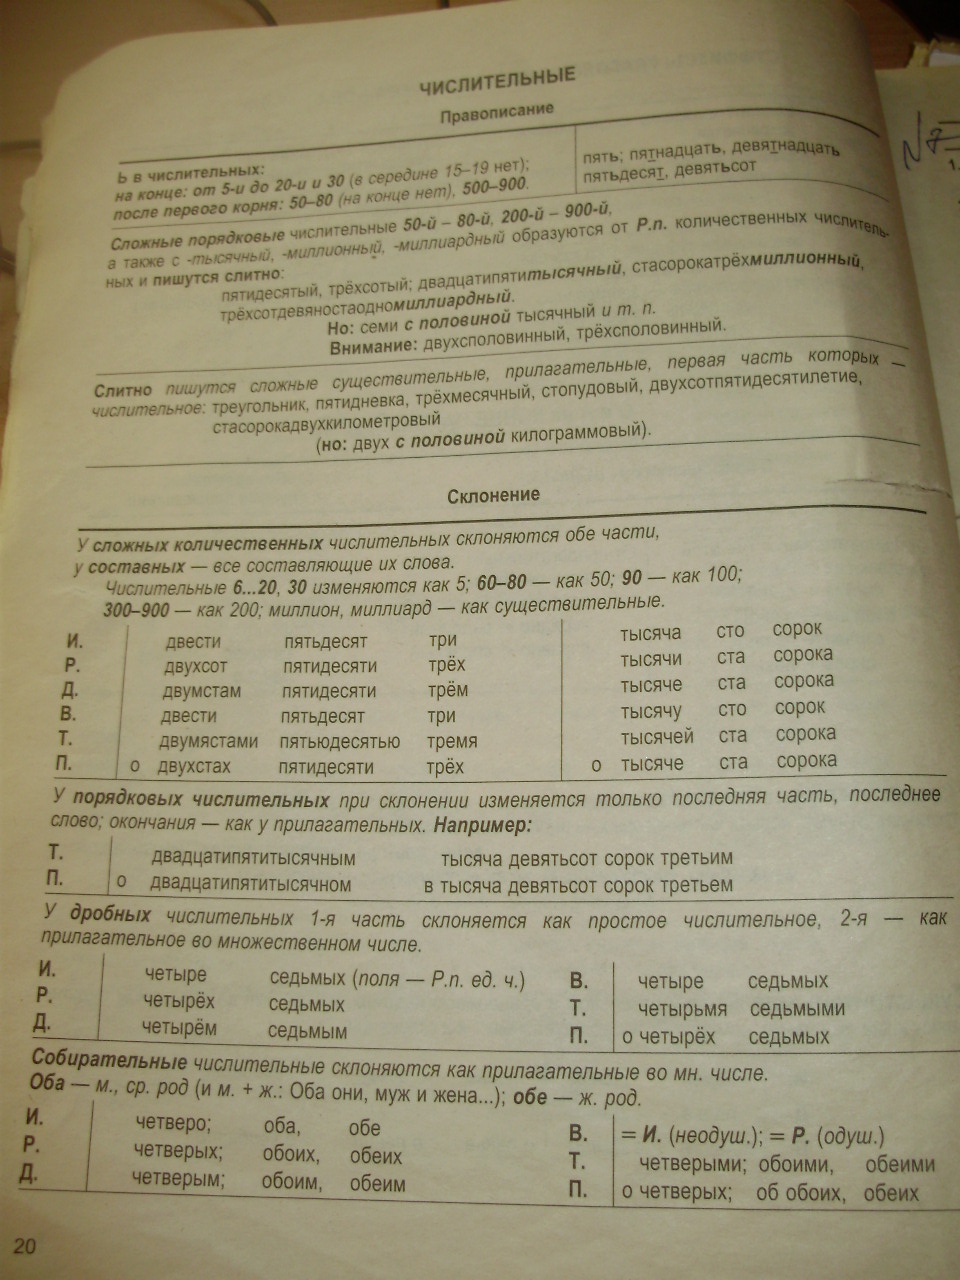 ЧИСЛИТЕЛЬНЫЕ
Правописание
Ь в числительных:
на конце: от 5-и до 20-и и 30 (в середине 15–19 нет);
после первого корня: 50–80 (на конце нет), 500–900.
пять; пятнадцать, девятнадцать
пятьдесят, девятьсот
Сложные порядковые числительные 50-й – 80-й, 200-й – 900-й,
а также с -тысячный, -миллионный, -миллиардный образуются от Р.п. количественных числитель-
ных и пишутся слитно:
пятидесятый, трёхсотый; двадцатипятитысячный, стасорокатрёхмиллионный,
трёхсотдевяностаодномиллиардный.
Но: семи с половиной тысячный и т. п.
Внимание: двухсполовинный, трёхсполовинный.
Слитно пишутся сложные существительные, прилагательные, первая часть которых —
числительное: треугольник, пятидневка, трёхмесячный, стопудовый, двухсотпятидесятилетие,
стасорокадвухкилометровый
(но: двух с половиной килограммовый).
Склонение
У сложных количественных числительных склоняются обе части,
у составных — все составляющие их слова.
Числительные 6...20, 30 изменяются как 5; 60–80 — как 50; 90 — как 100;
300–900 — как 200; миллион, миллиард — как существительные.
И. двести пятьдесят три тысяча сто сорок
Р. двухсот пятидесяти трёх тысячи ста сорока
Д. двумстам пятидесяти трём тысяче ста сорока
В. двести пятьдесят три тысячу сто сорок
Т. двумястами пятьюдесятью тремя тысячей ста сорока
П. о двухстах пятидесяти трёх о тысяче ста сорока
У порядковых числительных при склонении изменяется только последняя часть, последнее
слово; окончания — как у прилагательных. Например:
Т. двадцатипятитысячным тысяча девятьсот сорок третьим
П. о двадцатипятитысячном в тысяча девятьсот сорок третьем
У дробных числительных 1-я часть склоняется как простое числительное, 2-я — как
прилагательное во множественном числе.
И. четыре седьмых (поля — Р.п. ед. ч.) В. четыре седьмых
Р. четырёх седьмых Т. четырьмя седьмыми
Д. четырём седьмым П. о четырёх седьмых
Собирательные числительные склоняются как прилагательные во мн. числе.
Оба — м., ср. род (и м. + ж.: Оба они, муж и жена...); обе — ж. род.
И. четверо; оба, обе В. = И. (неодуш.); = Р. (одуш.)
Р. четверых; обоих, обеих Т. четверыми; обоими, обеими
Д. четверым; обоим, обеим П. о четверых; об обоих, обеих
20